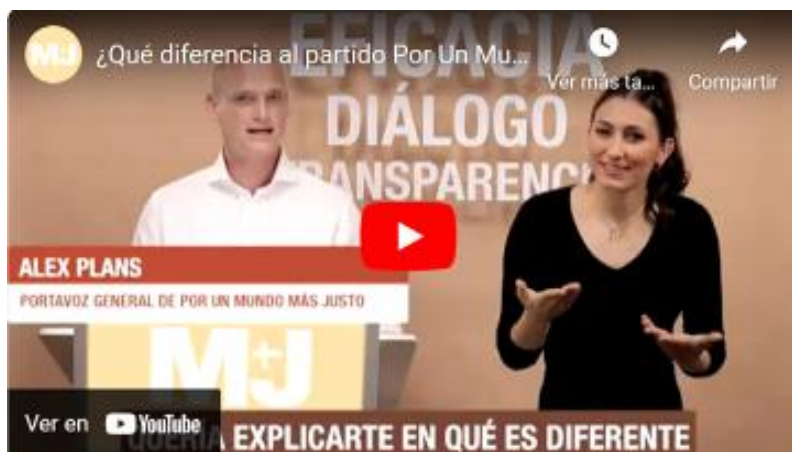 M+J
¿Qué diferencia al partido Por Un Mu...
Ver más ta...
Compartir
EFICACIA
DIÁLOGO
TRANSPARENCIA
ALEX PLANS
PORTAVOZ GENERAL DE POR UN MUNDO MÁS JUSTO
M+J
Ver en YouTube
QUERÍA EXPLICARTE EN QUÉ ES DIFERENTE